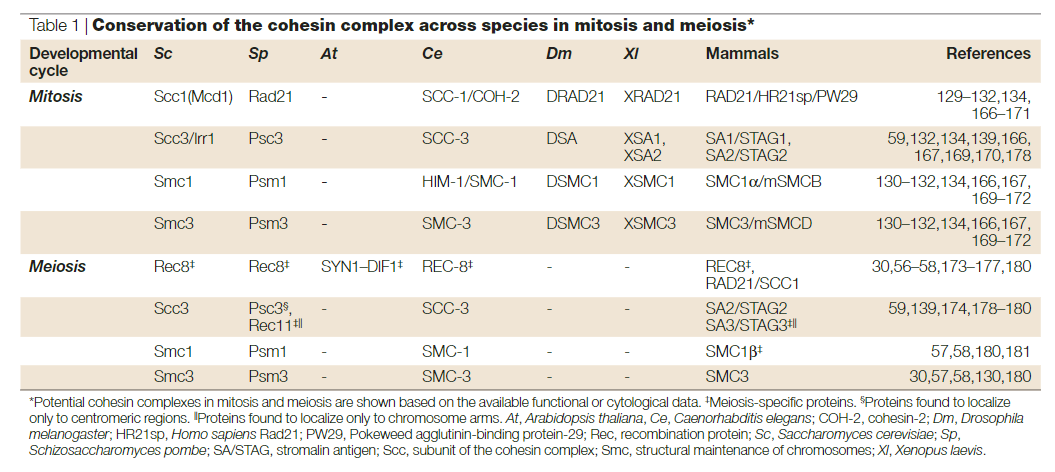 Table 1 | Conservation of the cohesin complex across species in mitosis and meiosis*
Developmental cycle Sc Sp At Ce Dm Xl Mammals References
Mitosis Scc1(Mcd1) Rad21 - SCC-1/COH-2 DRAD21 XRAD21 RAD21/HR21sp/PW29 129–132,134,
166–171
Scc3/Irr1 Psc3 - SCC-3 DSA XSA1, SA1/STAG1, 59,132,134,139,166,
XSA2 SA2/STAG2 167,169,170,178
Smc1 Psm1 - HIM-1/SMC-1 DSMC1 XSMC1 SMC1α/mSMCB 130–132,134,166,167,
169–172
Smc3 Psm3 - SMC-3 DSMC3 XSMC3 SMC3/mSMCD 130–132,134,166,167,
169–172
Meiosis Rec8‡ Rec8‡ SYN1–DIF1‡ REC-8‡ - - REC8‡, 30,56–58,173–177,180
RAD21/SCC1
Scc3 Psc3§, - SCC-3 - - SA2/STAG2 59,139,174,178–180
Rec11‡|| SA3/STAG3‡||
Smc1 Psm1 - SMC-1 - - SMC1β‡ 57,58,180,181
Smc3 Psm3 - SMC-3 - - SMC3 30,57,58,130,180
*Potential cohesin complexes in mitosis and meiosis are shown based on the available functional or cytological data. ‡Meiosis-specific proteins. §Proteins found to localize
only to centromeric regions. ||Proteins found to localize only to chromosome arms. At, Arabidopsis thaliana, Ce, Caenorhabditis elegans; COH-2, cohesin-2; Dm, Drosophila
melanogaster; HR21sp, Homo sapiens Rad21; PW29, Pokeweed agglutinin-binding protein-29; Rec, recombination protein; Sc, Saccharomyces cerevisiae; Sp,
Schizosaccharomyces pombe; SA/STAG, stromalin antigen; Scc, subunit of the cohesin complex; Smc, structural maintenance of chromosomes; Xl, Xenopus laevis.